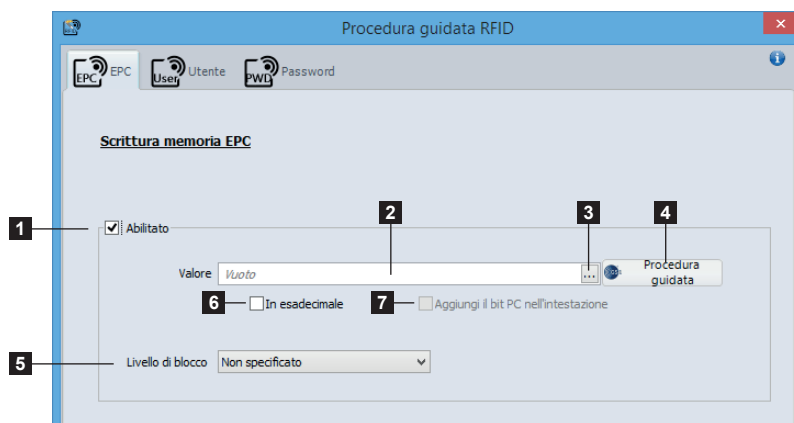 Procedura guidata RFID
EPC EPC User Utente PWD Password
Scrittura memoria EPC
2 3 4
1 Abilitato
Valore Vuoto ... Procedura
guidata
6 In esadecimale 7 Aggiungi il bit PC nell'intestazione
5 Livello di blocco Non specificato